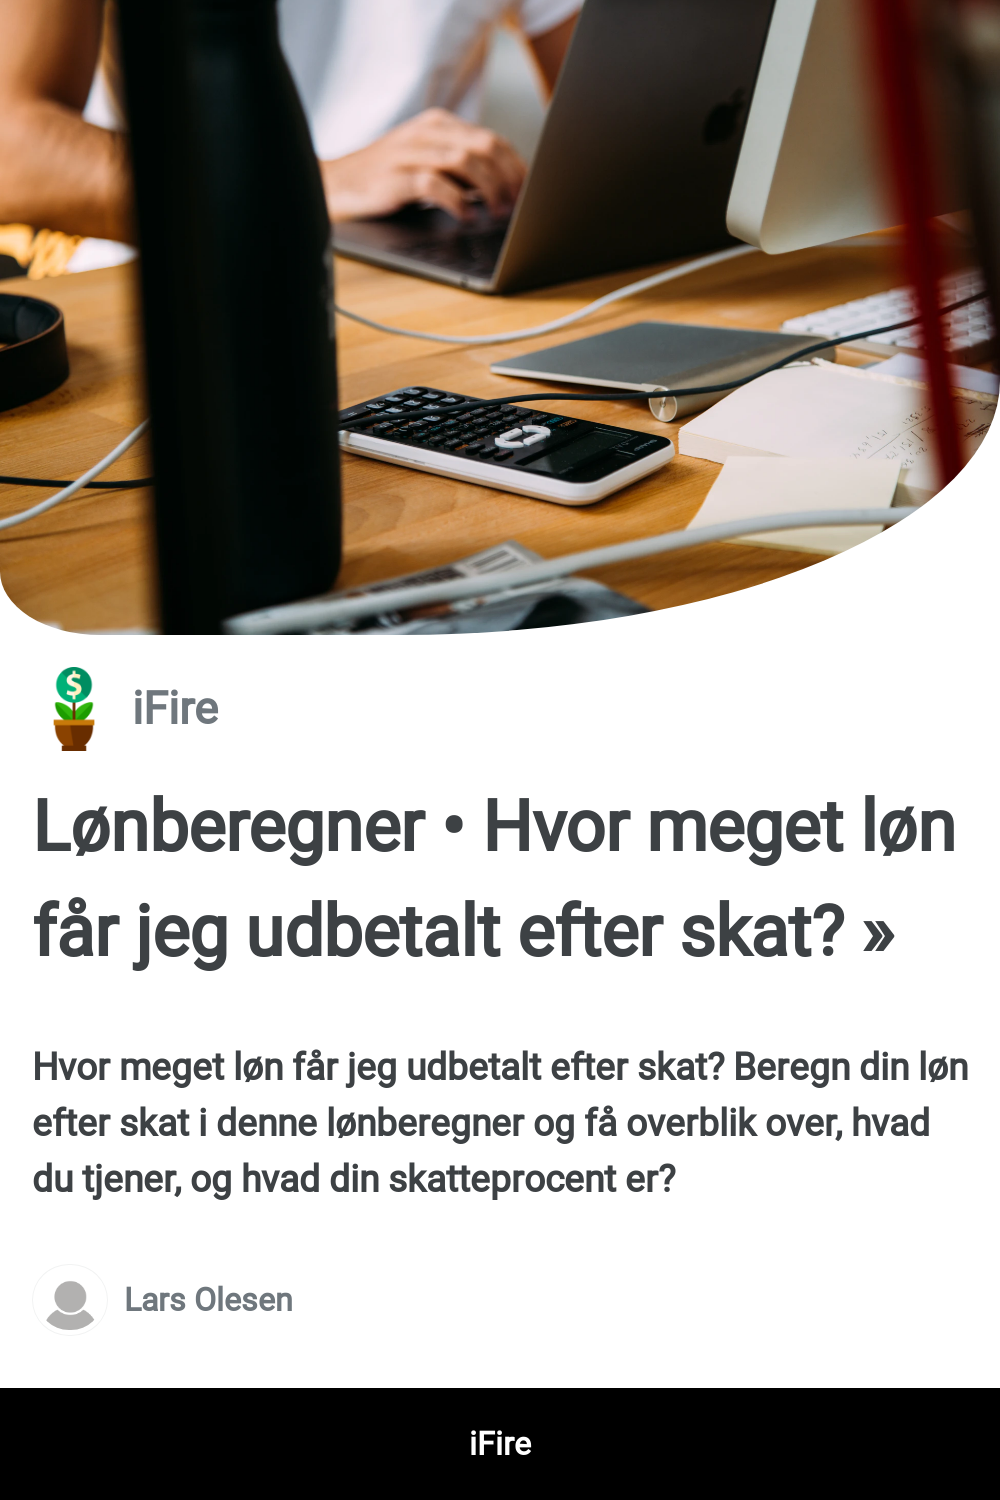 iFire
Lønberegner • Hvor meget løn
får jeg udbetalt efter skat? »
Hvor meget løn får jeg udbetalt efter skat? Beregn din løn
efter skat i denne lønberegner og få overblik over, hvad
du tjener, og hvad din skatteprocent er?
Lars Olesen
iFire